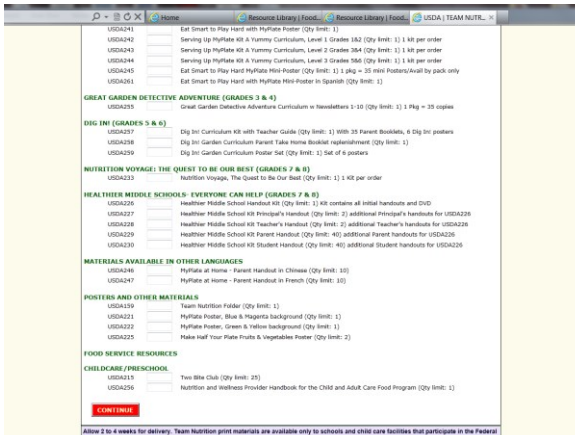 Home
Resource Library | Food...
Resource Library | Food...
USDA | TEAM NUTR...
USDA241 Eat Smart to Play Hard with MyPlate Poster (Qty limit: 1)
USDA242 Serving Up MyPlate Kit A Yummy Curriculum, Level 1 Grades 1&2 (Qty limit: 1) 1 kit per order
USDA243 Serving Up MyPlate Kit A Yummy Curriculum, Level 2 Grades 3&4 (Qty limit: 1) 1 kit per order
USDA244 Serving Up MyPlate Kit A Yummy Curriculum, Level 3 Grades 5&6 (Qty limit: 1) 1 kit per order
USDA245 Eat Smart to Play Hard MyPlate Mini-Poster (Qty limit: 1) 1 pkg = 35 mini Posters/Avail by pack only
USDA261 Eat Smart to Play Hard with MyPlate Mini-Poster in Spanish (Qty limit: 1)
GREAT GARDEN DETECTIVE ADVENTURE (GRADES 3 & 4)
USDA255 Great Garden Detective Adventure Curriculum w Newsletters 1-10 (Qty limit: 1) 1 Pkg = 35 copies
DIG IN! (GRADES 5 & 6)
USDA257 Dig In! Curriculum Kit with Teacher Guide (Qty limit: 1) With 35 Parent Booklets, 6 Dig In! posters
USDA258 Dig In! Garden Curriculum Parent Take Home Booklet replenishment (Qty limit: 1)
USDA259 Dig In! Garden Curriculum Poster Set (Qty limit: 1) Set of 6 posters
NUTRITION VOYAGE: THE QUEST TO BE OUR BEST (GRADES 7 & 8)
USDA233 Nutrition Voyage, The Quest to Be Our Best (Qty limit: 1) 1 Kit per order
HEALTHIER MIDDLE SCHOOLS- EVERYONE CAN HELP (GRADES 7 & 8)
USDA226 Healthier Middle School Handout Kit (Qty limit: 1) Kit contains all initial handouts and DVD
USDA227 Healthier Middle School Kit Principal's Handout (Qty limit: 2) additional Principal's handouts for USDA226
USDA228 Healthier Middle School Kit Teacher's Handout (Qty limit: 2) additional Teacher's handouts for USDA226
USDA229 Healthier Middle School Kit Parent Handout (Qty limit: 40) additional Parent handouts for USDA226
USDA230 Healthier Middle School Kit Student Handout (Qty limit: 40) additional Student handouts for USDA226
MATERIALS AVAILABLE IN OTHER LANGUAGES
USDA246 MyPlate at Home - Parent Handout in Chinese (Qty limit: 10)
USDA247 MyPlate at Home - Parent Handout in French (Qty limit: 10)
POSTERS AND OTHER MATERIALS
USDA159 Team Nutrition Folder (Qty limit: 1)
USDA221 MyPlate Poster, Blue & Magenta background (Qty limit: 1)
USDA222 MyPlate Poster, Green & Yellow background (Qty limit: 1)
USDA225 Make Half Your Plate Fruits & Vegetables Poster (Qty limit: 2)
FOOD SERVICE RESOURCES
CHILDCARE/PRESCHOOL
USDA215 Two Bite Club (Qty limit: 25)
USDA256 Nutrition and Wellness Provider Handbook for the Child and Adult Care Food Program (Qty limit: 1)
CONTINUE
Allow 2 to 4 weeks for delivery. Team Nutrition print materials are available only to schools and child care facilities that participate in the Federal